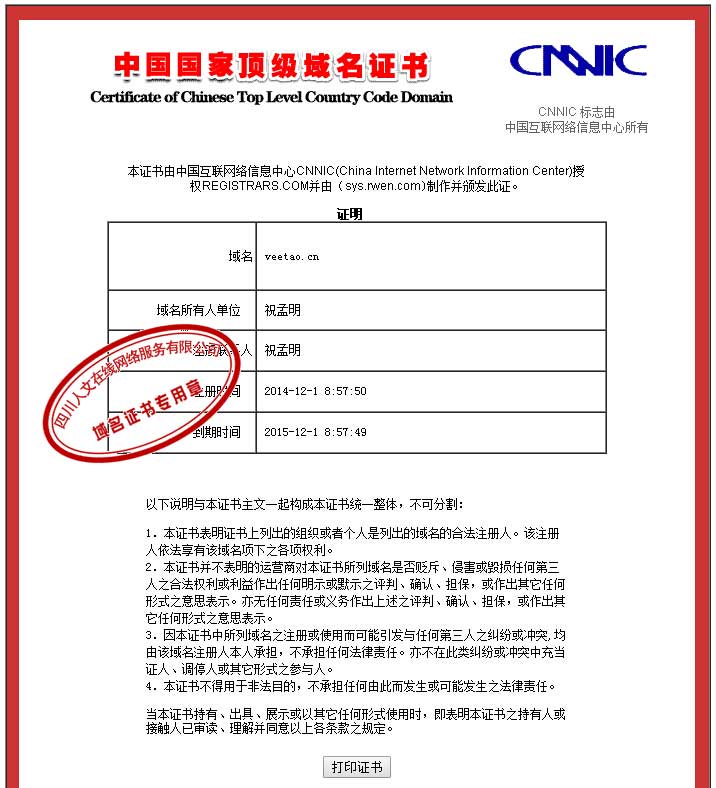 中国国家顶级域名证书
Certificate of Chinese Top Level Country Code Domain
CNNIC
CNNIC 标志由
中国互联网络信息中心所有
本证书由中国互联网络信息中心CNNIC(China Internet Network Information Center)授
权REGISTRARS.COM并由（ sys.rwen.com)制作并颁发此证。
证明
域名 veetao.cn
域名所有人单位 祝孟明
人 祝孟明
注册时间 2014-12-1 8:57:50
到期时间 2015-12-1 8:57:49
四川人文在线网络服务有限公司
域名证书专用章
以下说明与本证书主文一起构成本证书统一整体，不可分割：
1．本证书表明证书上列出的组织或者个人是列出的域名的合法注册人。该注册
人依法享有该域名项下之各项权利。
2．本证书并不表明的运营商对本证书所列域名是否贬斥、侵害或毁损任何第三
人之合法权利或利益作出任何明示或默示之评判、确认、担保，或作出其它任何
形式之意思表示。亦无任何责任或义务作出上述之评判、确认、担保，或作出其
它任何形式之意思表示。
3．因本证书中所列域名之注册或使用而可能引发与任何第三人之纠纷或冲突,均
由该域名注册人本人承担，不承担任何法律责任。亦不在此类纠纷或冲突中充当
证人、调停人或其它形式之参与人。
4．本证书不得用于非法目的，不承担任何由此而发生或可能发生之法律责任。
当本证书持有、出具、展示或以其它任何形式使用时，即表明本证书之持有人或
接触人已审读、理解并同意以上各条款之规定。
打印证书